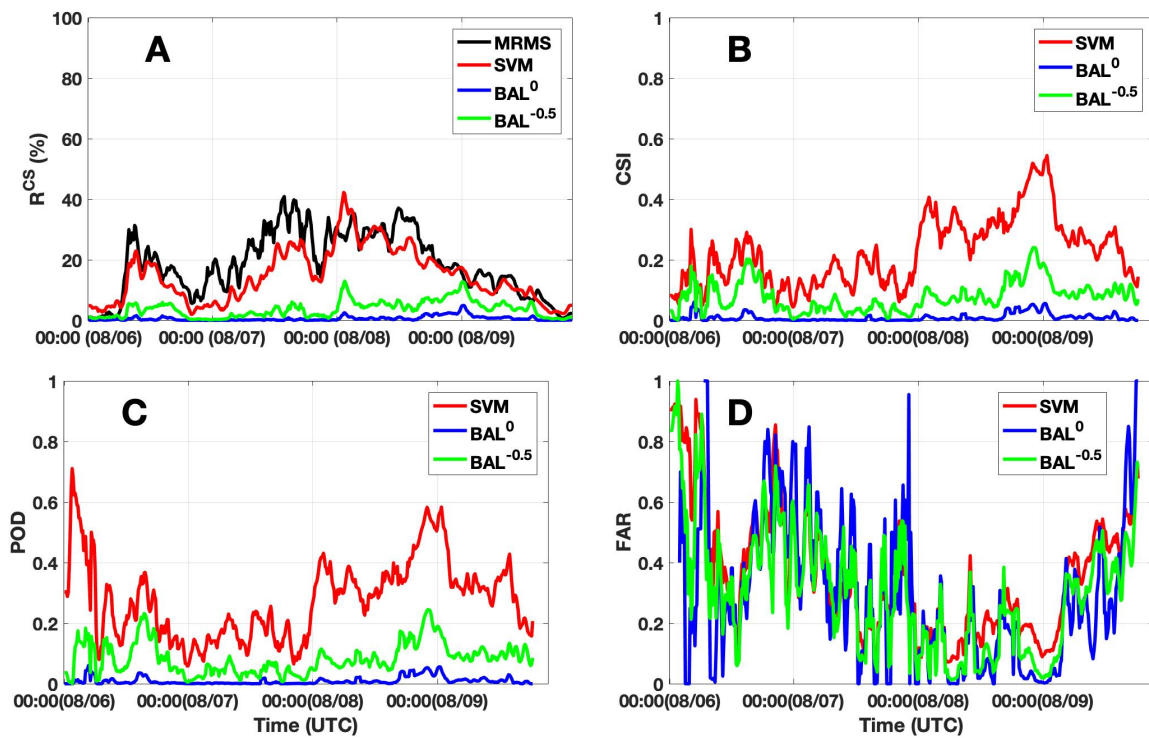 A
100
80
60
40
20
0
R^CS (%)
MRMS
SVM
BAL^0
BAL^-0.5
00:00 (08/06)
00:00 (08/07)
00:00 (08/08)
00:00 (08/09)
B
1
0.8
0.6
0.4
0.2
0
CSI
SVM
BAL^0
BAL^-0.5
00:00(08/06)
00:00(08/07)
00:00(08/08)
00:00(08/09)
C
1
0.8
0.6
0.4
0.2
0
POD
SVM
BAL^0
BAL^-0.5
00:00(08/06)
00:00(08/07)
00:00(08/08)
00:00(08/09)
Time (UTC)
D
1
0.8
0.6
0.4
0.2
0
FAR
SVM
BAL^0
BAL^-0.5
00:00(08/06)
00:00(08/07)
00:00(08/08)
00:00(08/09)
Time (UTC)